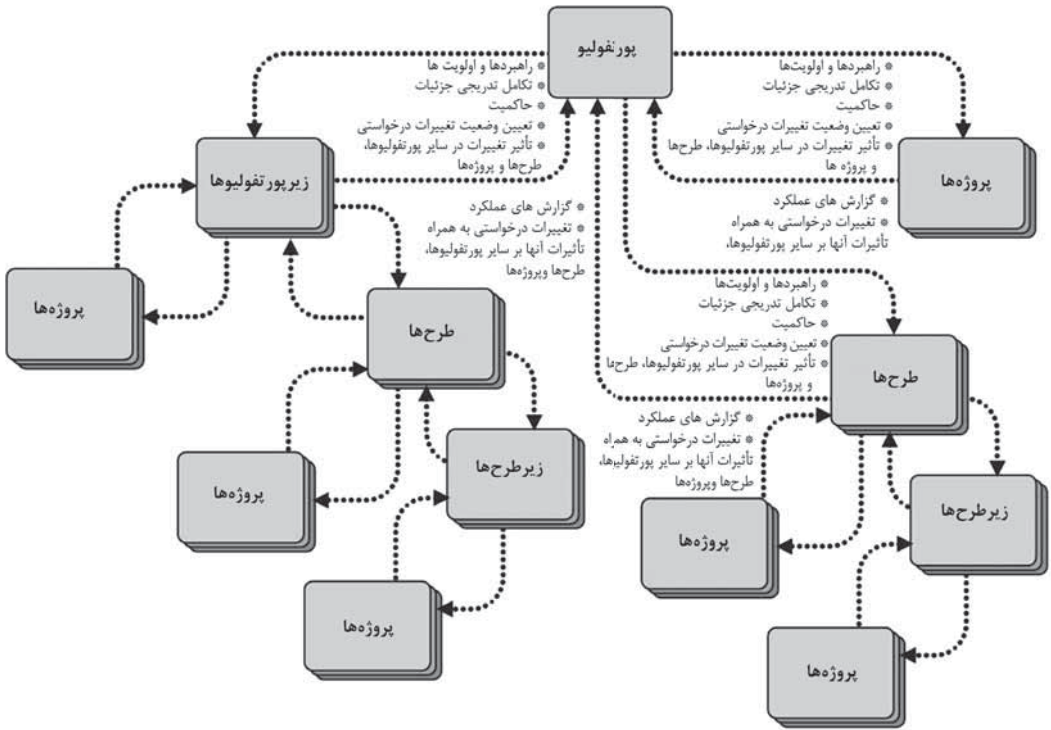 پورتفولیو
* راهبردها و اولویت ها
* تکامل تدریجی جزئیات
* حاکمیت
* تعیین وضعیت تغییرات درخواستی
* تأثیر تغییرات در سایر پورتفولیوها،
طرح‌ها و پروژه‌ها
* راهبردها و اولویت‌ها
* تکامل تدریجی جزئیات
* حاکمیت
* تعیین وضعیت تغییرات درخواستی
* تأثیر تغییرات در سایر پورتفولیوها، طرح‌ها
و پروژه ها
پروژه‌ها
زیرپورتفولیوها
* گزارش های عملکرد
* تغییرات درخواستی به همراه
تأثیرات آنها بر سایر پورتفولیوها،
طرح‌ها وپروژه‌ها
* گزارش های عملکرد
* تغییرات درخواستی به همراه
تأثیرات آنها بر سایر پورتفولیوها،
پروژه‌ها
طرح‌ها
* راهبردها و اولویت‌ها
* تکامل تدریجی جزئیات
* حاکمیت
* تعیین وضعیت تغییرات درخواستی
* تأثیر تغییرات در سایر پورتفولیوها، طرح‌ها
و پروژه‌ها
طرح‌ها
* گزارش های عملکرد
* تغییرات درخواستی به همراه
تأثیرات آنها بر سایر پورتفولیوها،
طرح‌ها وپروژه‌ها
پروژه‌ها
زیرطرح‌ها
پروژه‌ها
زیرطرح‌ها
پروژه‌ها
پروژه‌ها